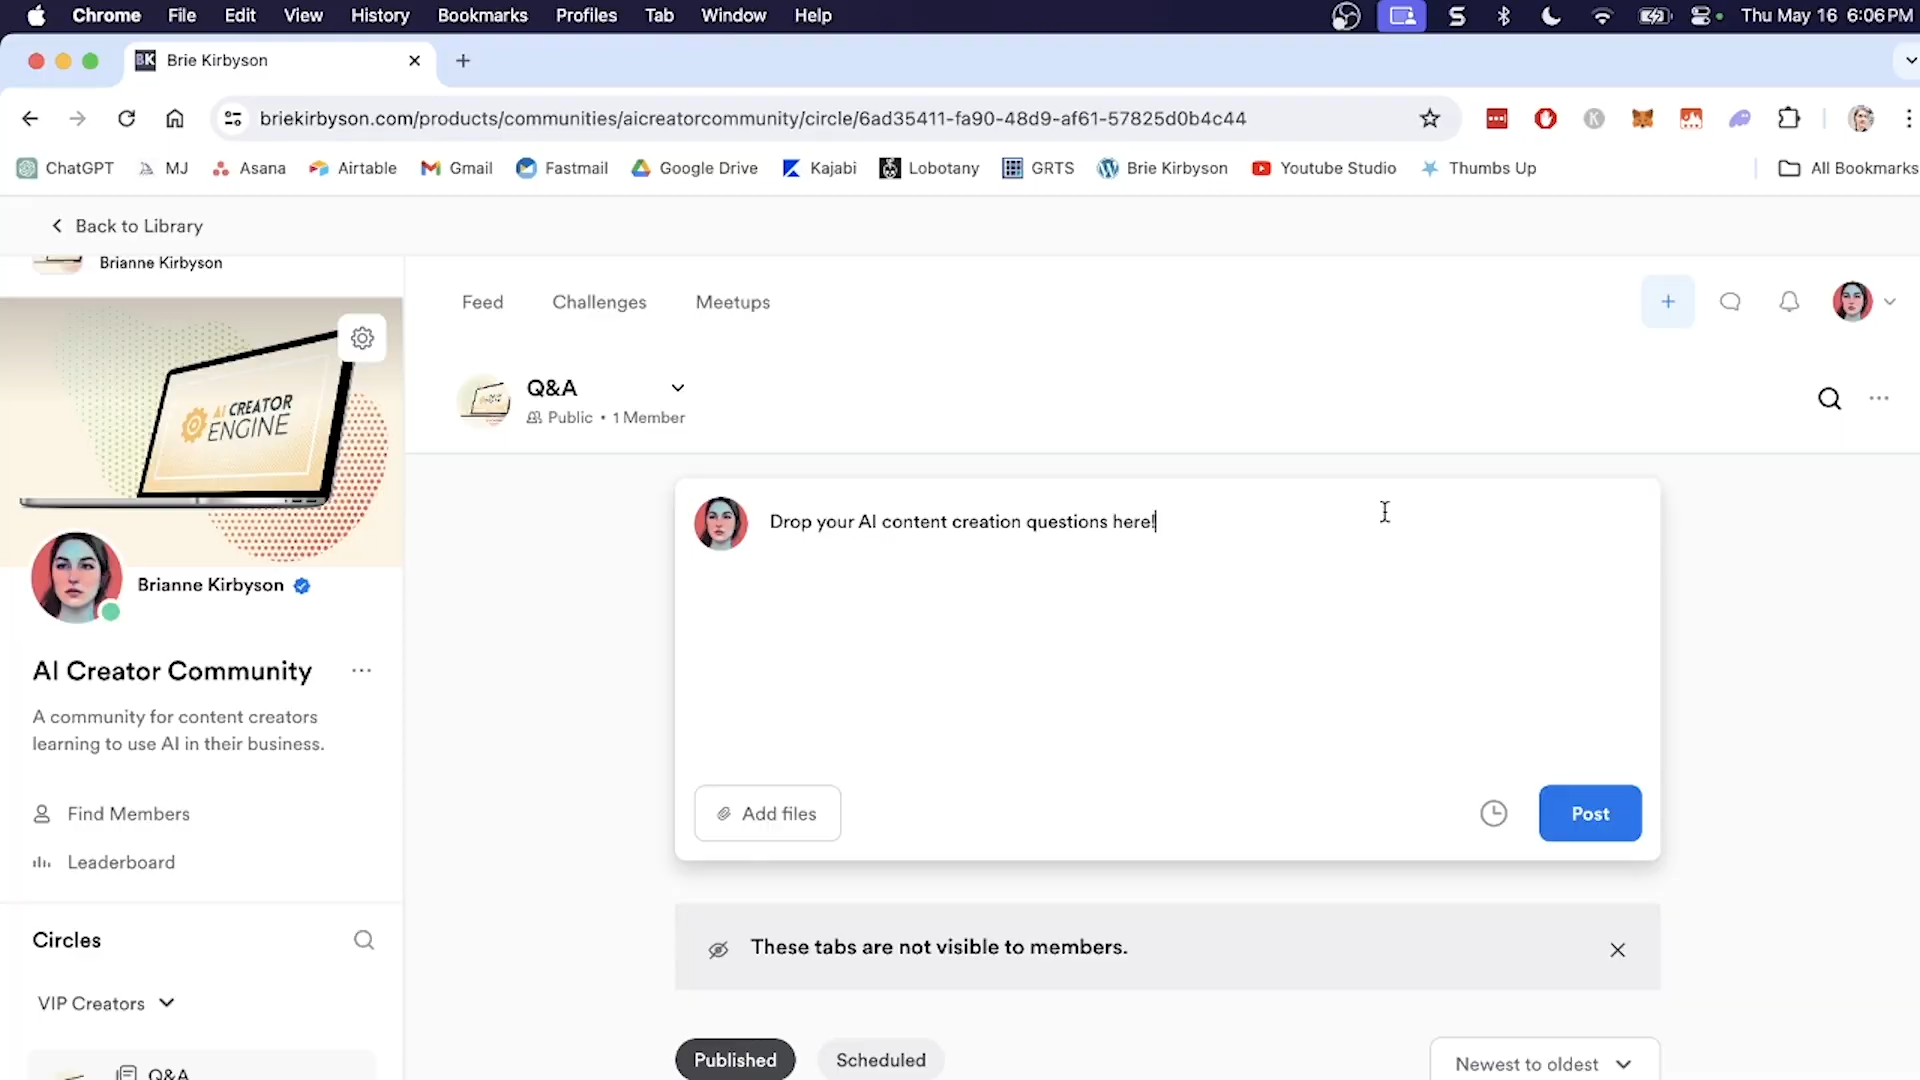 Chrome File Edit View History Bookmarks Profiles Tab Window Help Thu May 16 6:06 PM
BK Brie Kirbyson
briekirbyson.com/products/communities/aicreatorcommunity/circle/6ad35411-fa90-48d9-af61-57825d0b4c44
ChatGPT MJ Asana Airtable Gmail Fastmail Google Drive Kajabi Lobotany GRTS Brie Kirbyson Youtube Studio Thumbs Up All Bookmarks
Back to Library
Brianne Kirbyson
Feed Challenges Meetups
AI CREATOR
ENGINE
Q&A
Public • 1 Member
Drop your AI content creation questions here!
Brianne Kirbyson
AI Creator Community
A community for content creators
learning to use AI in their business.
Find Members
Leaderboard
Add files Post
Circles
These tabs are not visible to members.
VIP Creators
Q&A
Published Scheduled Newest to oldest